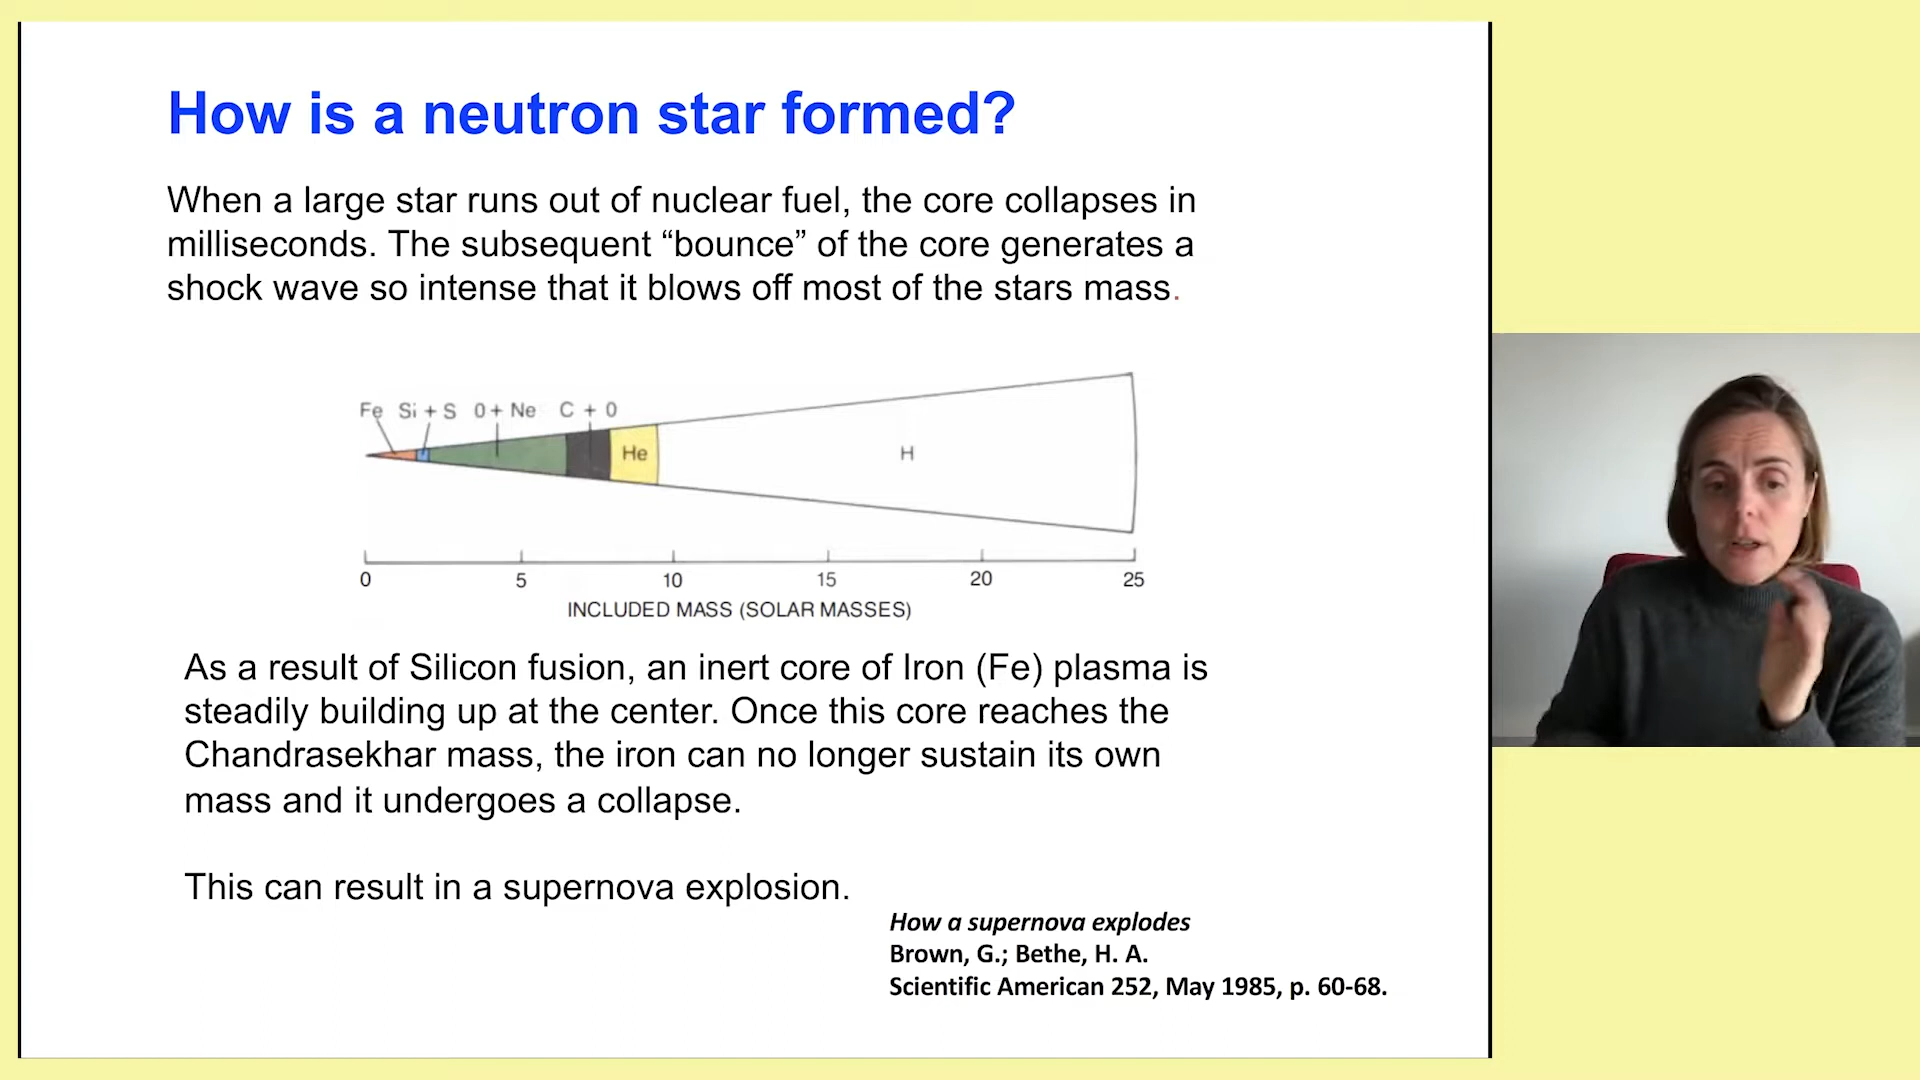 How is a neutron star formed?
When a large star runs out of nuclear fuel, the core collapses in
milliseconds. The subsequent “bounce” of the core generates a
shock wave so intense that it blows off most of the stars mass.
Fe Si + S 0 + Ne C + 0
He H
0 5 10 15 20 25
INCLUDED MASS (SOLAR MASSES)
As a result of Silicon fusion, an inert core of Iron (Fe) plasma is
steadily building up at the center. Once this core reaches the
Chandrasekhar mass, the iron can no longer sustain its own
mass and it undergoes a collapse.
This can result in a supernova explosion.
How a supernova explodes
Brown, G.; Bethe, H. A.
Scientific American 252, May 1985, p. 60-68.